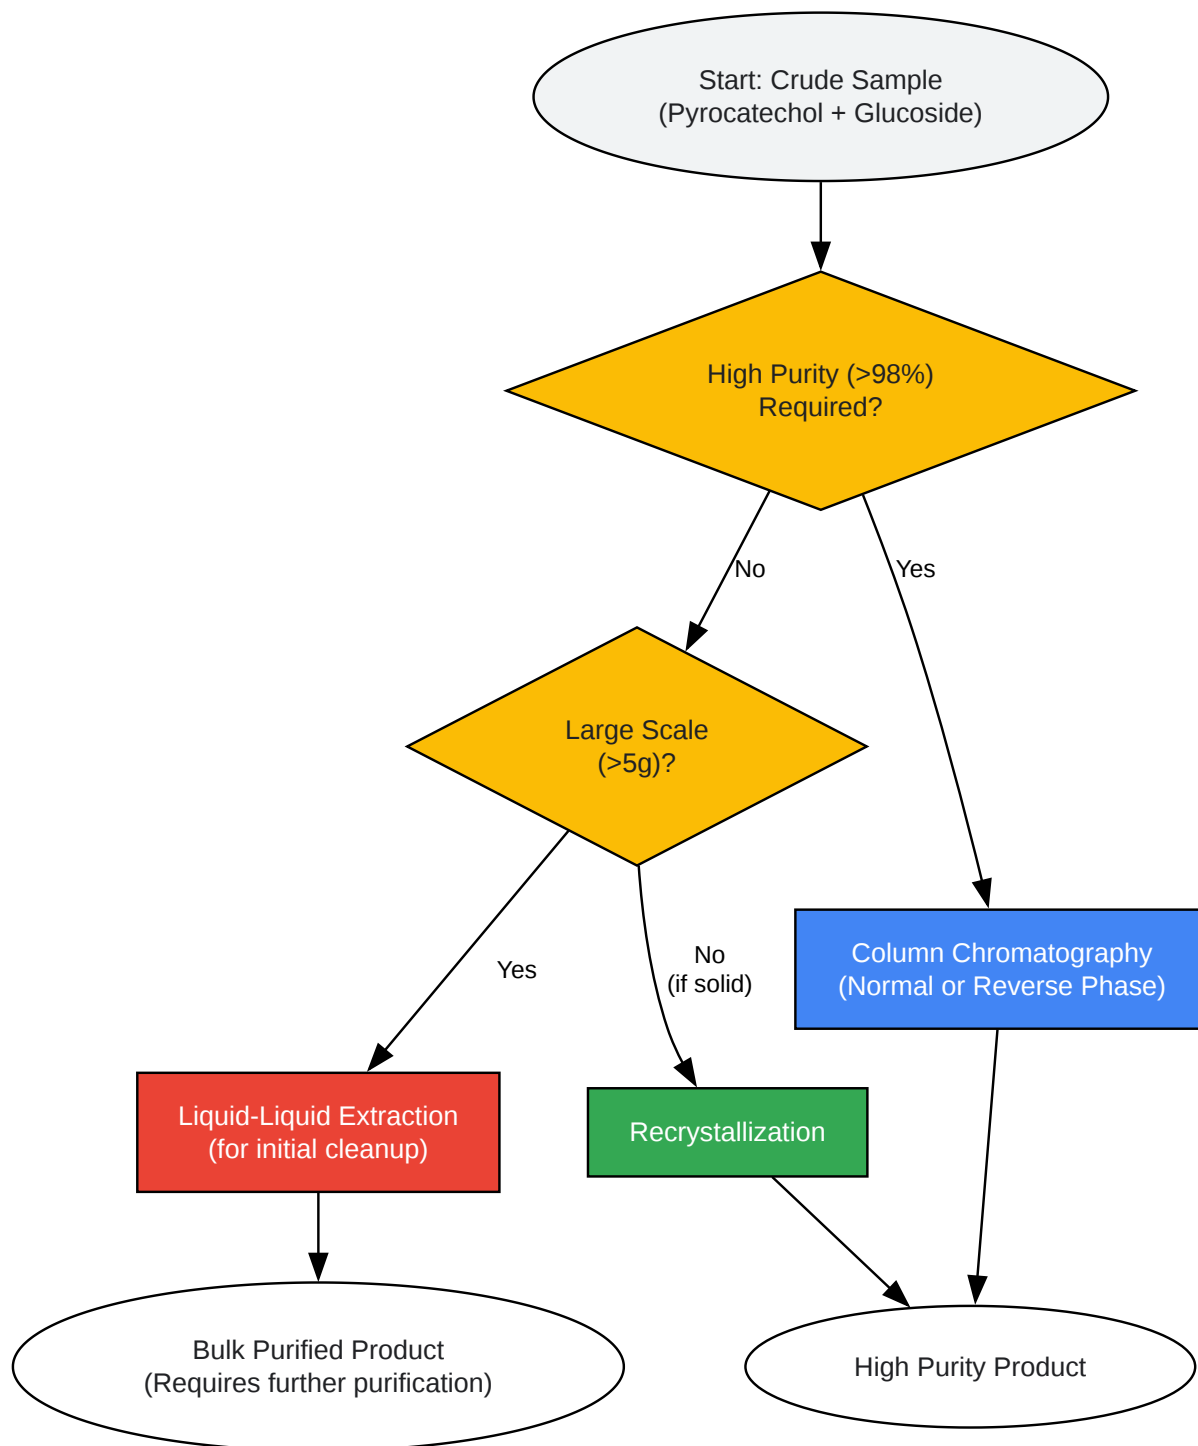 Start: Crude Sample
(Pyrocatechol + Glucoside)
High Purity (>98%)
Required?
No
Yes
Large Scale
(>5g)?
Yes
No
(if solid)
Column Chromatography
(Normal or Reverse Phase)
Liquid-Liquid Extraction
(for initial cleanup)
Recrystallization
Bulk Purified Product
(Requires further purification)
High Purity Product